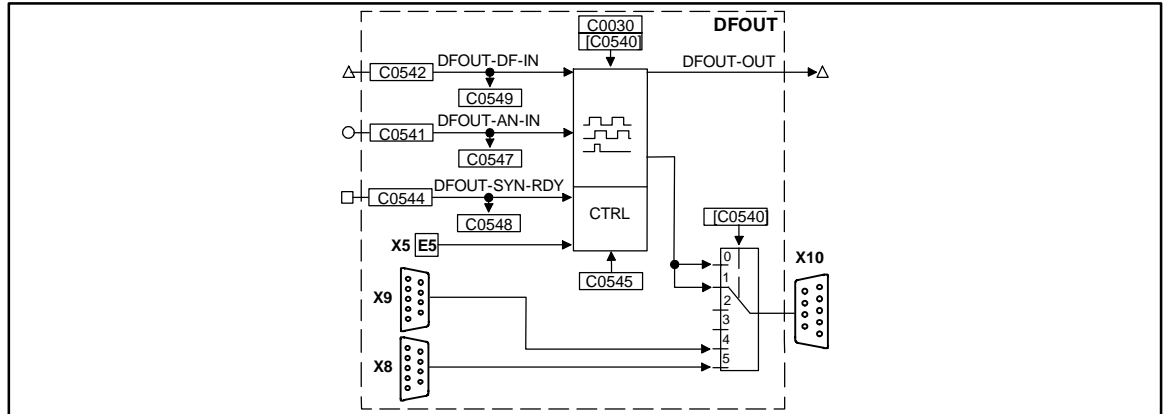 DFOUT
C0030
[C0540]
DFOUT-DF-IN
DFOUT-OUT
C0542
C0549
DFOUT-AN-IN
C0541
C0547
DFOUT-SYN-RDY
C0544
CTRL
C0548
[C0540]
X5 E5
C0545
X10
0
1
2
3
4
5
X9
X8